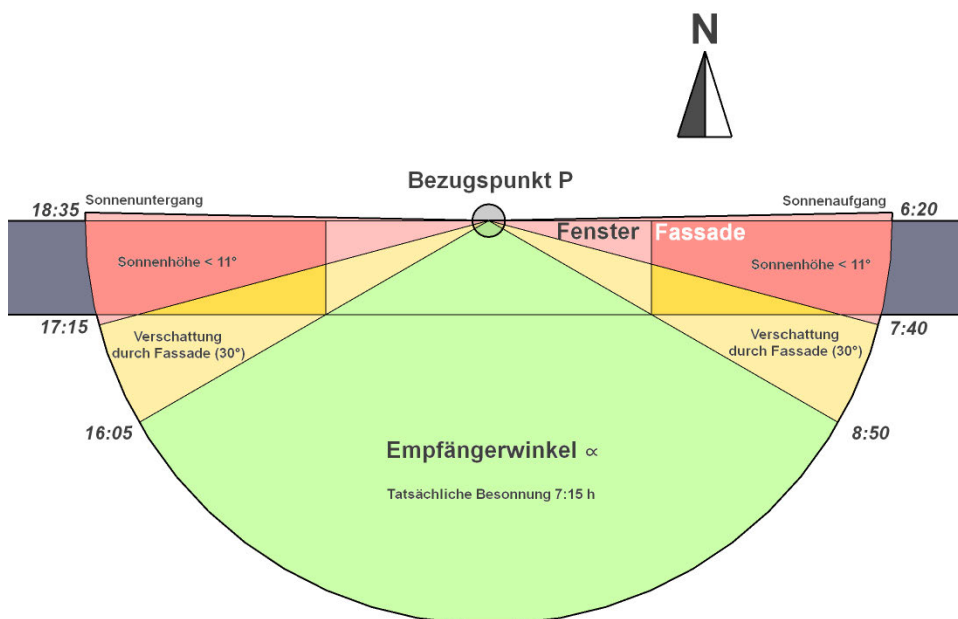 N
Bezugspunkt P
Sonnenuntergang
Sonnenaufgang
18:35
6:20
Fenster
Fassade
Sonnenhöhe < 11°
Sonnenhöhe < 11°
17:15
7:40
Verschattung
durch Fassade (30°)
Verschattung
durch Fassade (30°)
16:05
8:50
Empfängerwinkel ∝
Tatsächliche Besonnung 7:15 h